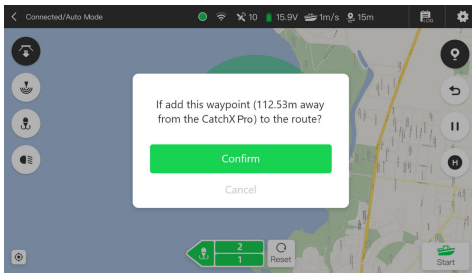 Connected/Auto Mode
10
15.9V
1m/s
15m
LOG
If add this waypoint (112.53m away
from the CatchX Pro) to the route?
Confirm
Cancel
H
2
1
Reset
Start